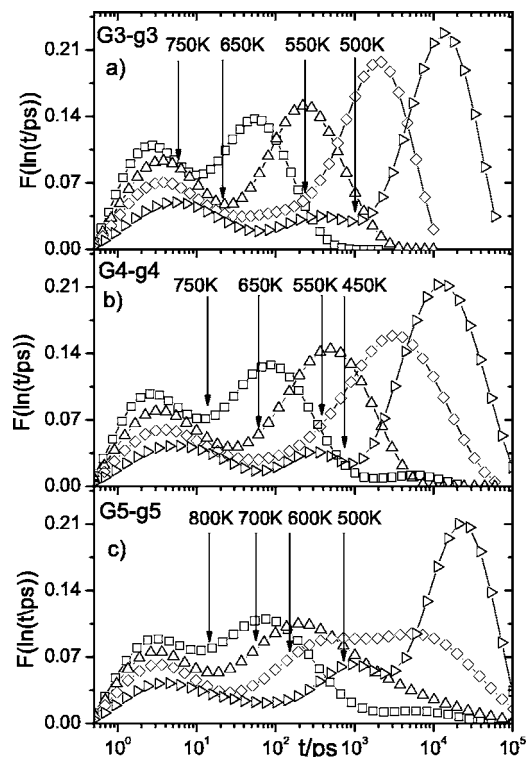 G3-g3
750K 650K 550K 500K
a)
0.21
0.14
0.07
0.00
F(ln(t/ps))
G4-g4
750K 650K 550K 450K
b)
0.21
0.14
0.07
0.00
F(ln(t/ps))
G5-g5
800K 700K 600K 500K
c)
0.21
0.14
0.07
0.00
F(ln(t\ps))
10^0 10^1 10^2 10^3 10^4 10^5
t/ps